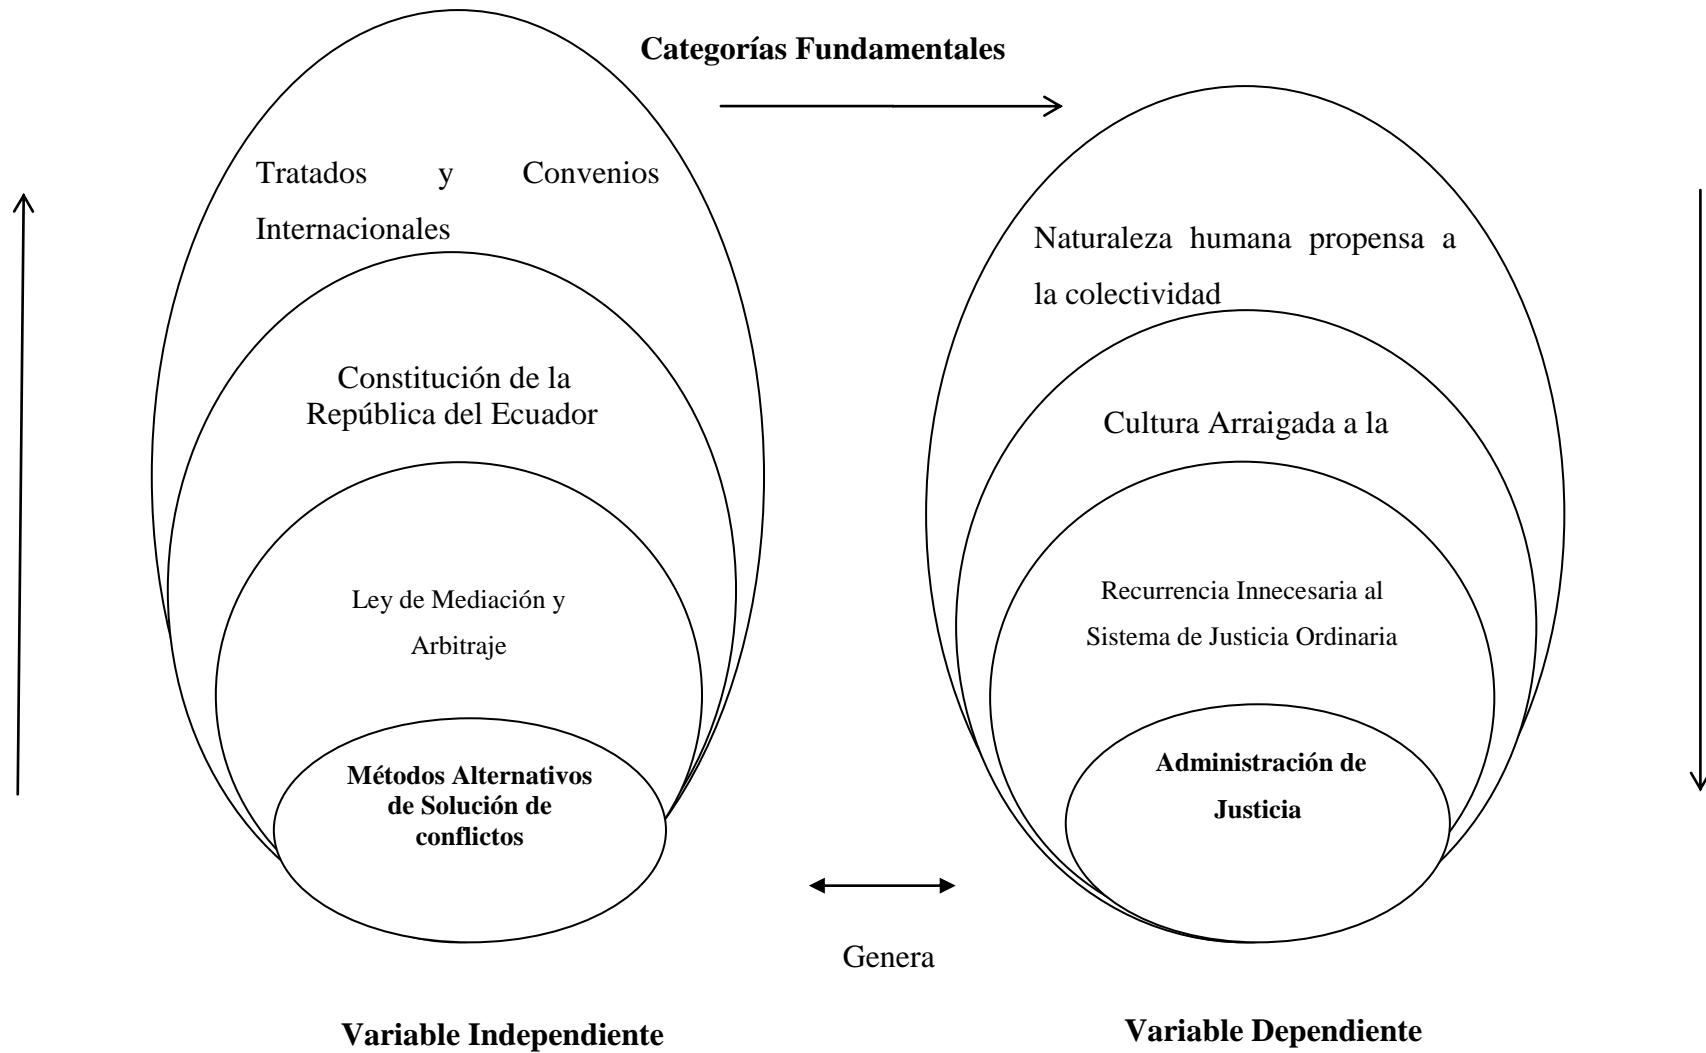 Categorías Fundamentales
Tratados y Convenios
Internacionales
Constitución de la
República del Ecuador
Ley de Mediación y
Arbitraje
Métodos Alternativos
de Solución de
conflictos
Naturaleza humana propensa a
la colectividad
Cultura Arraigada a la
Recurrencia Innecesaria al
Sistema de Justicia Ordinaria
Administración de
Justicia
Genera
Variable Independiente
Variable Dependiente